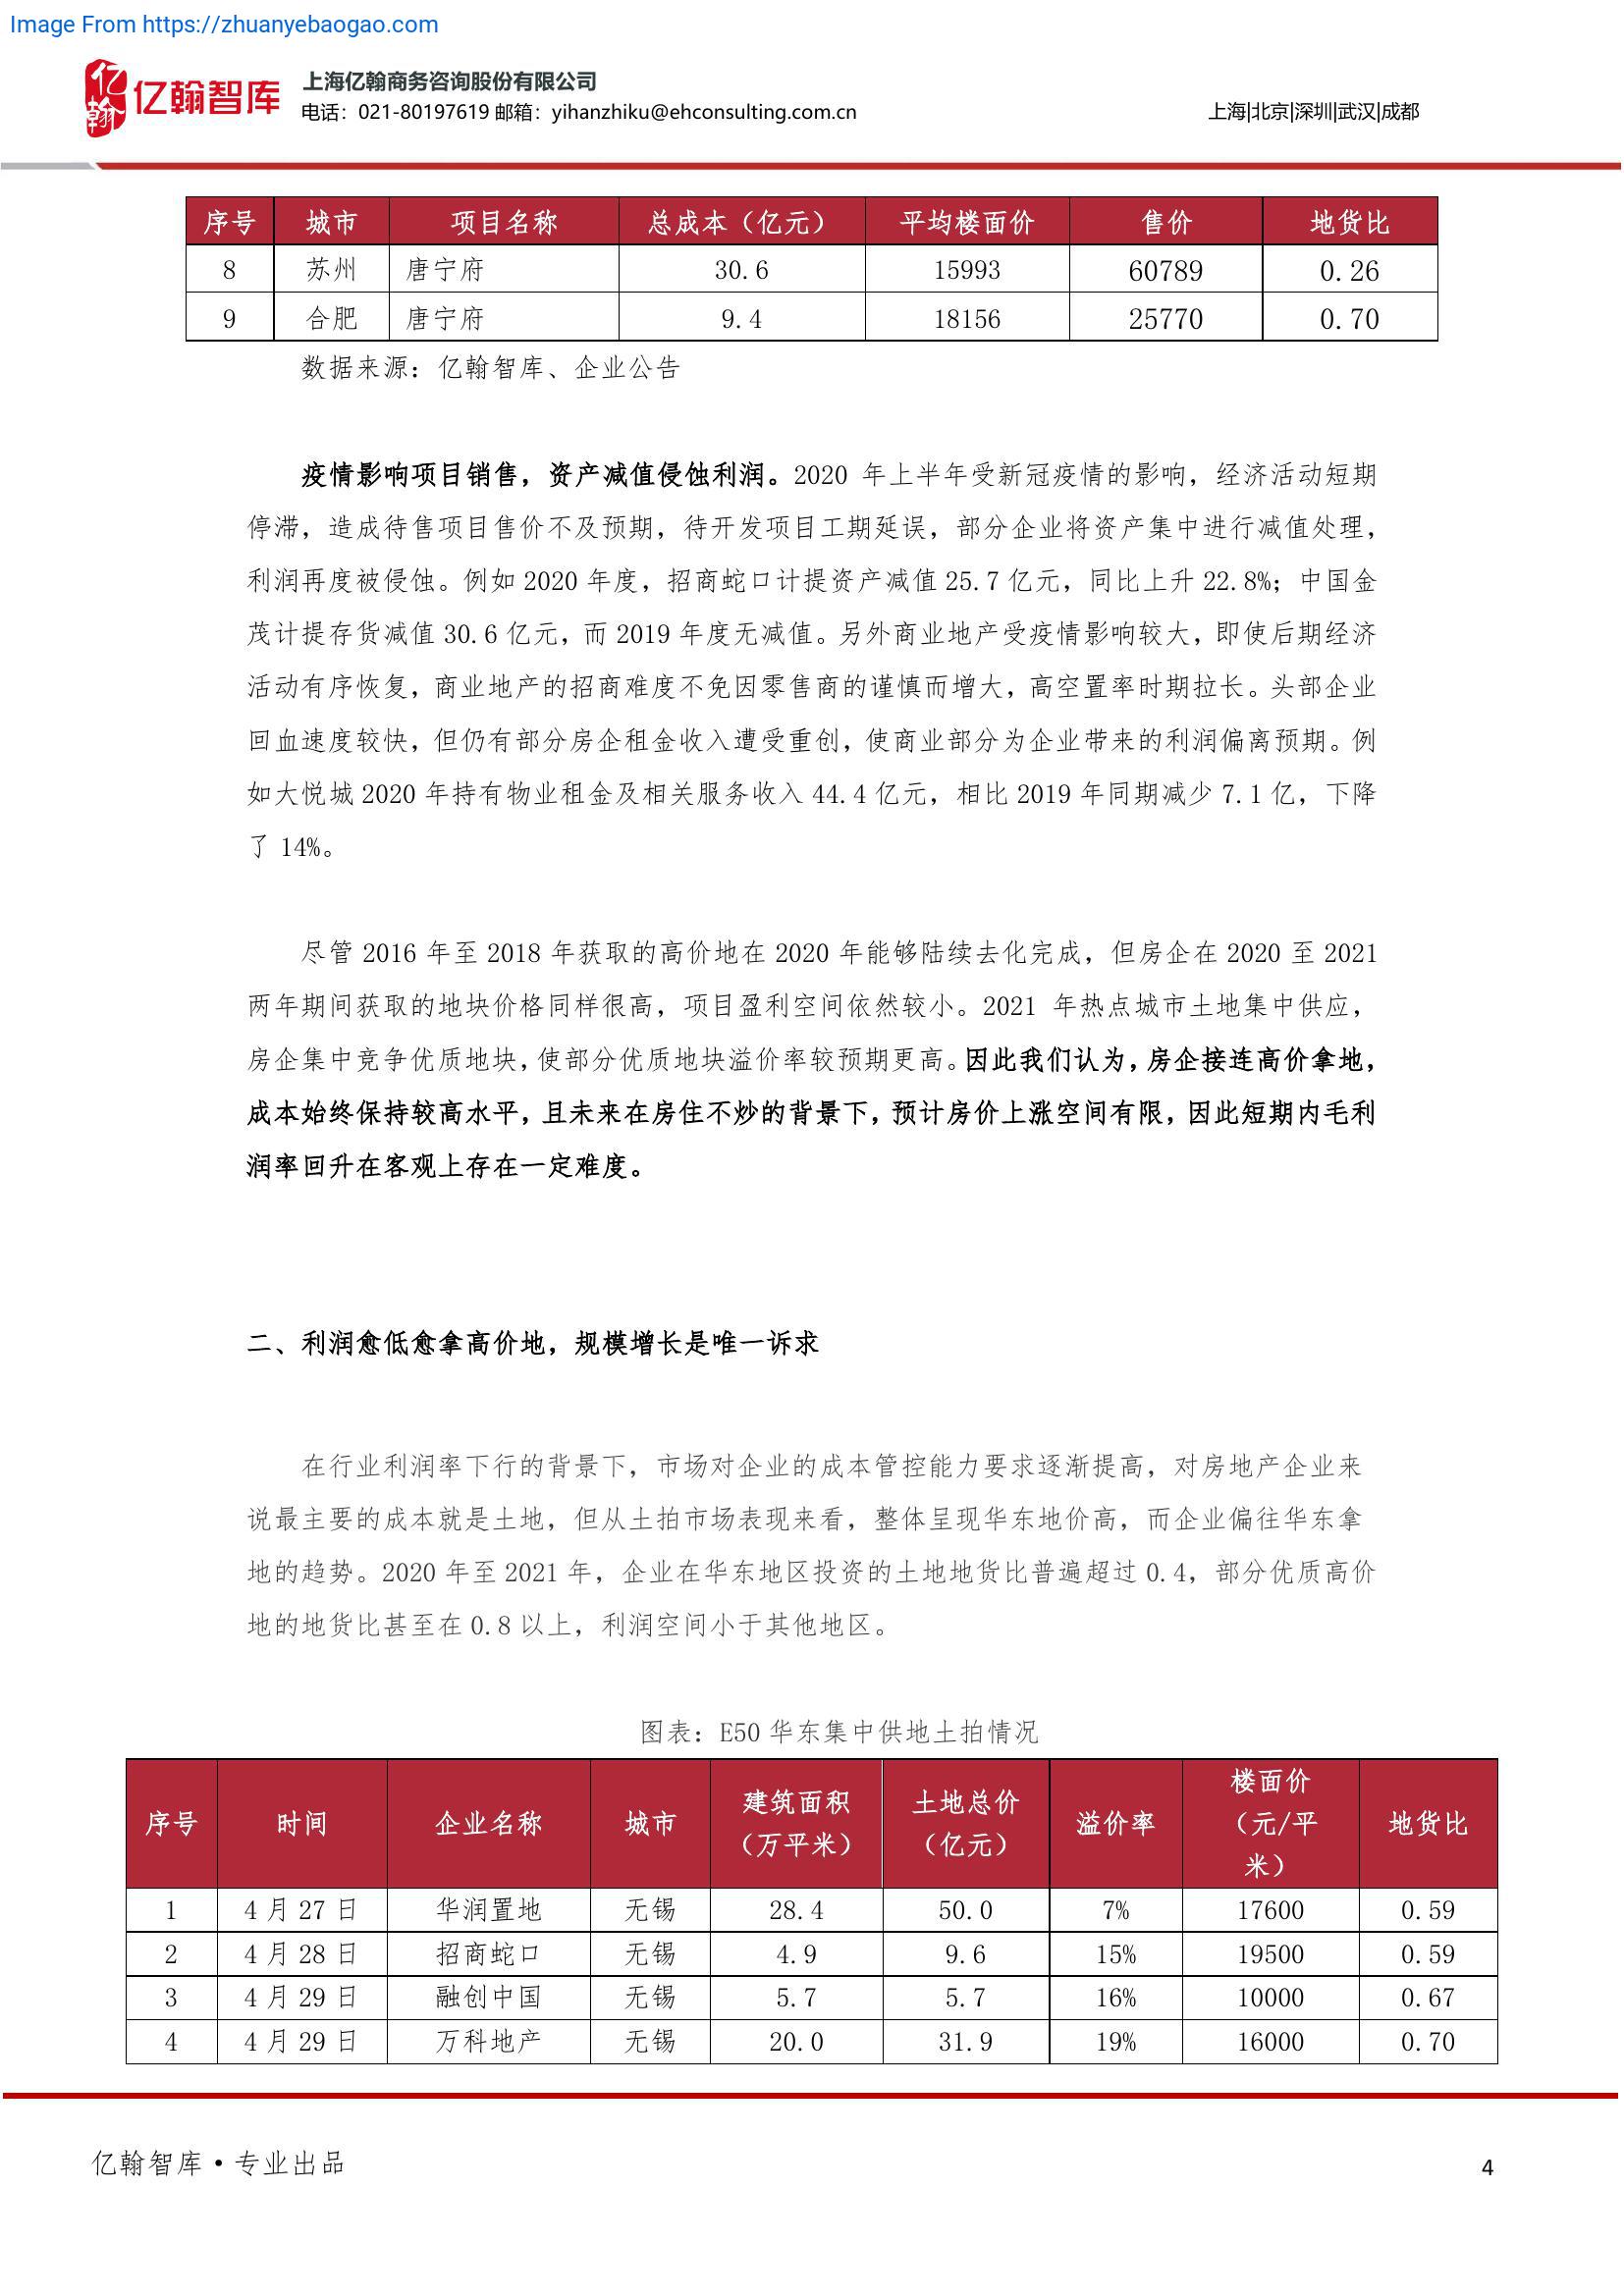 Image From https://zhuanyebaogao.com
亿翰
亿翰智库
上海亿翰商务咨询股份有限公司
电话：021-80197619 邮箱：yihanzhiku@ehconsulting.com.cn
上海|北京|深圳|武汉|成都
序号 城市 项目名称 总成本（亿元） 平均楼面价 售价 地货比
8 苏州 唐宁府 30.6 15993 60789 0.26
9 合肥 唐宁府 9.4 18156 25770 0.70
数据来源：亿翰智库、企业公告
疫情影响项目销售，资产减值侵蚀利润。2020 年上半年受新冠疫情的影响，经济活动短期
停滞，造成待售项目售价不及预期，待开发项目工期延误，部分企业将资产集中进行减值处理，
利润再度被侵蚀。例如 2020 年度，招商蛇口计提资产减值 25.7 亿元，同比上升 22.8%；中国金
茂计提存货减值 30.6 亿元，而 2019 年度无减值。另外商业地产受疫情影响较大，即使后期经济
活动有序恢复，商业地产的招商难度不免因零售商的谨慎而增大，高空置率时期拉长。头部企业
回血速度较快，但仍有部分房企租金收入遭受重创，使商业部分为企业带来的利润偏离预期。例
如大悦城 2020 年持有物业租金及相关服务收入 44.4 亿元，相比 2019 年同期减少 7.1 亿，下降
了 14%。
尽管 2016 年至 2018 年获取的高价地在 2020 年能够陆续去化完成，但房企在 2020 至 2021
两年期间获取的地块价格同样很高，项目盈利空间依然较小。2021 年热点城市土地集中供应，
房企集中竞争优质地块，使部分优质地块溢价率较预期更高。因此我们认为，房企接连高价拿地，
成本始终保持较高水平，且未来在房住不炒的背景下，预计房价上涨空间有限，因此短期内毛利
润率回升在客观上存在一定难度。
二、利润愈低愈拿高价地，规模增长是唯一诉求
在行业利润率下行的背景下，市场对企业的成本管控能力要求逐渐提高，对房地产企业来
说最主要的成本就是土地，但从土拍市场表现来看，整体呈现华东地价高，而企业偏往华东拿
地的趋势。2020 年至 2021 年，企业在华东地区投资的土地地货比普遍超过 0.4，部分优质高价
地的地货比甚至在 0.8 以上，利润空间小于其他地区。
图表：E50 华东集中供地土拍情况
序号 时间 企业名称 城市 建筑面积（万平米） 土地总价（亿元） 溢价率 楼面价（元/平米） 地货比
1 4 月 27 日 华润置地 无锡 28.4 50.0 7% 17600 0.59
2 4 月 28 日 招商蛇口 无锡 4.9 9.6 15% 19500 0.59
3 4 月 29 日 融创中国 无锡 5.7 5.7 16% 10000 0.67
4 4 月 29 日 万科地产 无锡 20.0 31.9 19% 16000 0.70
亿翰智库·专业出品
4